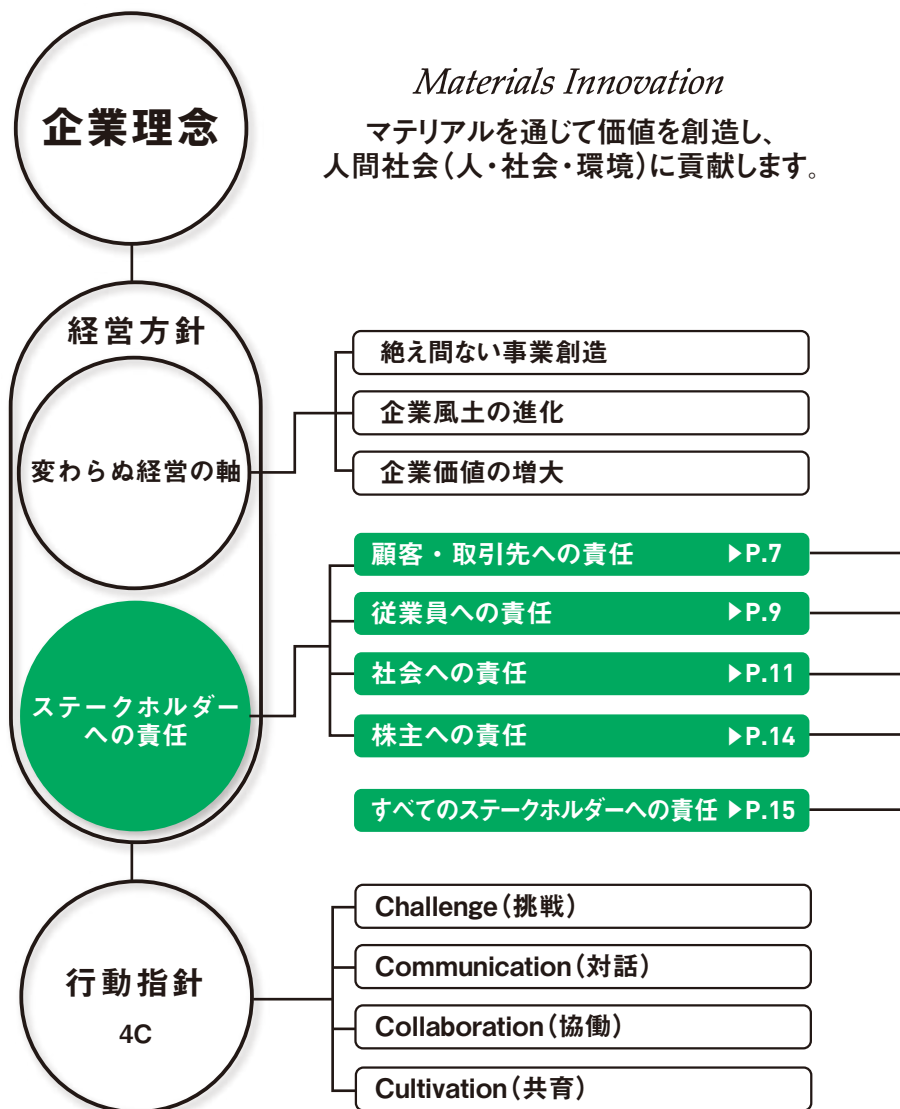 企業理念
Materials Innovation
マテリアルを通じて価値を創造し、
人間社会(人・社会・環境)に貢献します。
経営方針
変わらぬ経営の軸
絶え間ない事業創造
企業風土の進化
企業価値の増大
ステークホルダー
への責任
顧客・取引先への責任 ▶P.7
従業員への責任 ▶P.9
社会への責任 ▶P.11
株主への責任 ▶P.14
すべてのステークホルダーへの責任 ▶P.15
行動指針
4C
Challenge(挑戦)
Communication(対話)
Collaboration(協働)
Cultivation(共育)